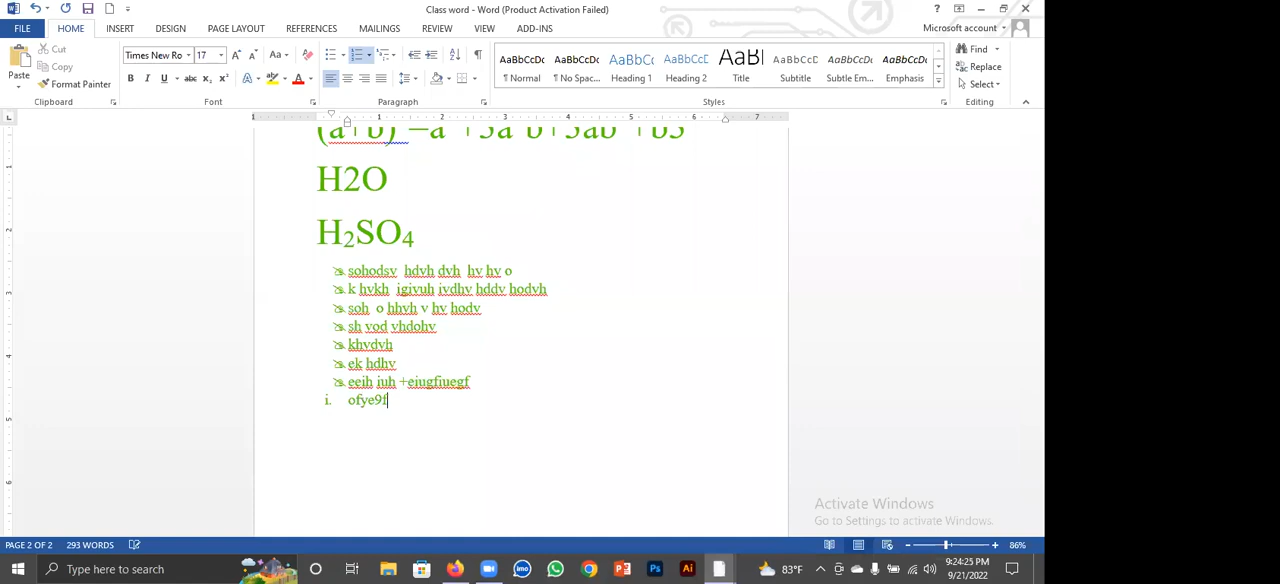 Class word - Word (Product Activation Failed)
FILE HOME INSERT DESIGN PAGE LAYOUT REFERENCES MAILINGS REVIEW VIEW ADD-INS Microsoft account
Paste Cut Copy Format Painter
Times New Ro 17
AaBbCcDc AaBbCcDc AaBbCc AaBbCcD AaBl AaBbCcD AaBbCcDc AaBbCcDc
¶ Normal ¶ No Spac... Heading 1 Heading 2 Title Subtitle Subtle Em... Emphasis
Find Replace Select
Clipboard Font Paragraph Styles Editing
H2O
H₂SO₄
sohodsv hdvh dvh hv hv o
k hvkh igivuh ivdhv hddv hodvh
soh o hhvh v hv hodv
sh vod vhdohv
khvdvh
ek hdhv
eeih iuh +eiugfiuegf
i. ofye9f
Activate Windows
Go to Settings to activate Windows.
PAGE 2 OF 2 293 WORDS 86%
Type here to search 83°F 9:24:25 PM
9/21/2022